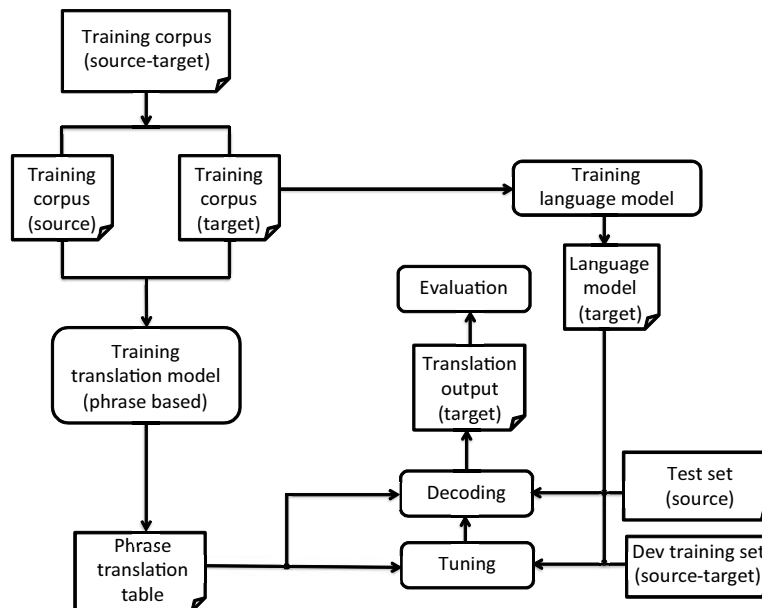 Training corpus
(source-target)
Training
corpus
(source)
Training
corpus
(target)
Training
language model
Language
model
(target)
Evaluation
Training
translation model
(phrase based)
Translation
output
(target)
Decoding
Test set
(source)
Phrase
translation
table
Tuning
Dev training set
(source-target)